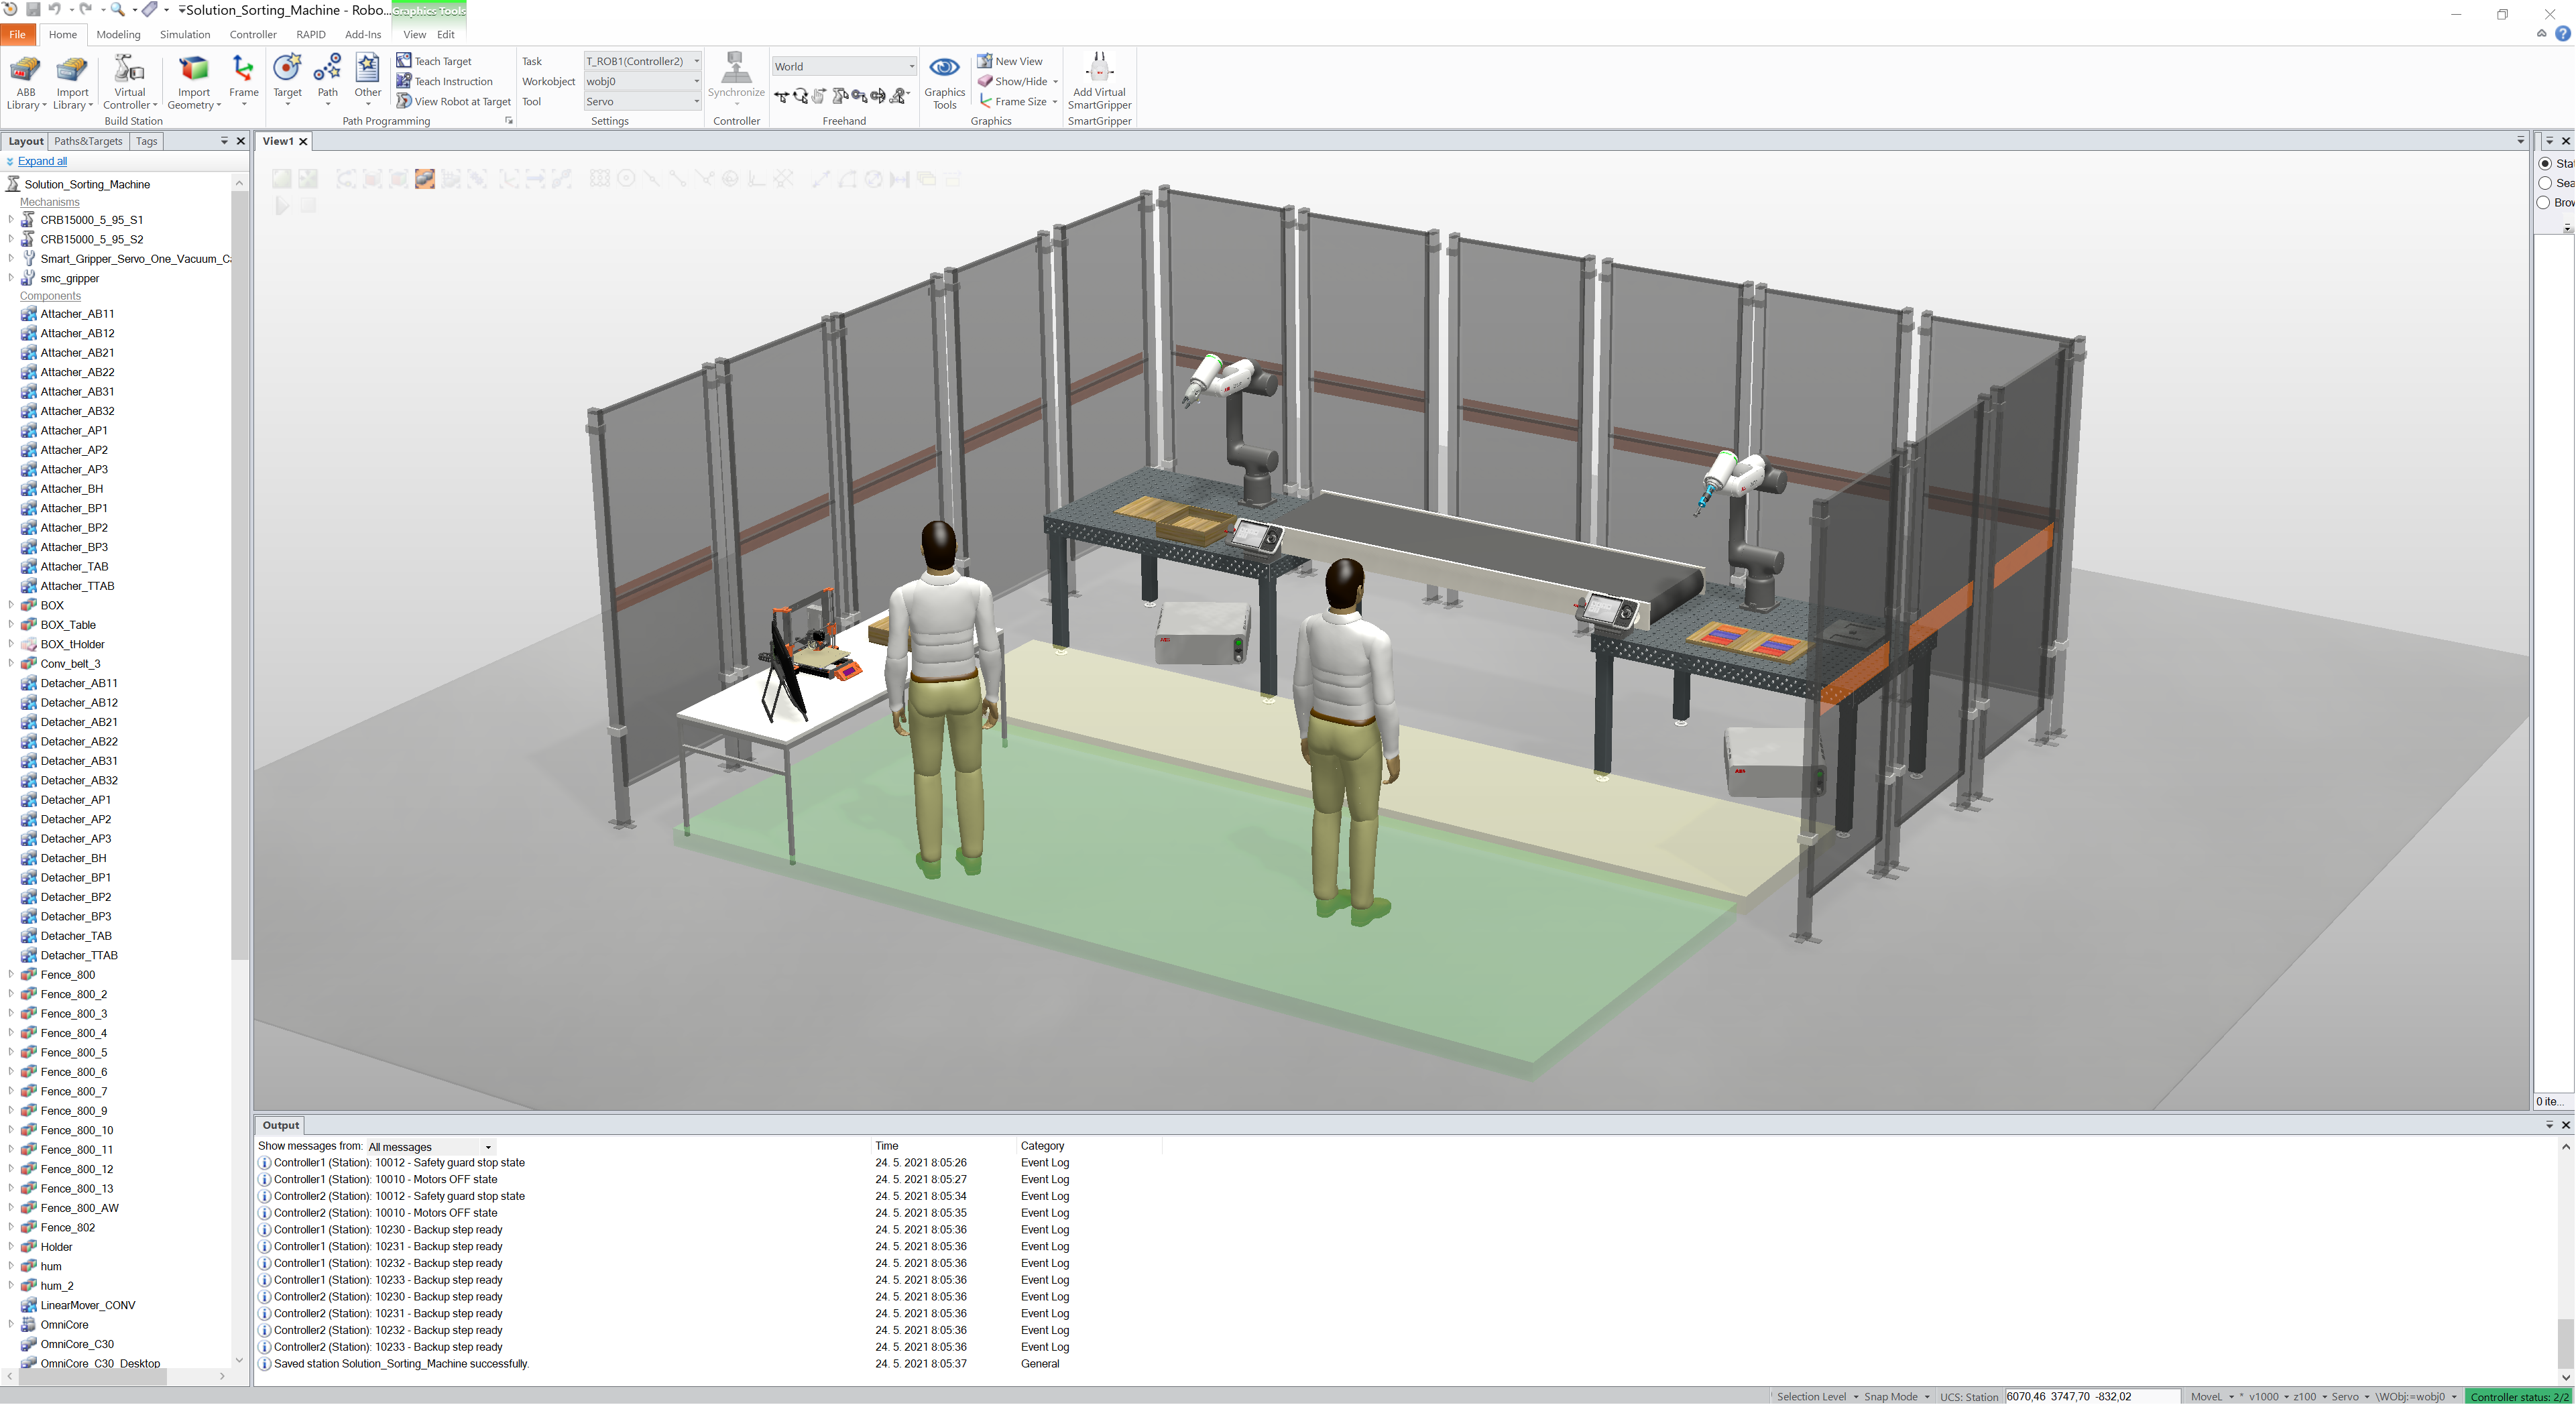 Solution_Sorting_Machine - Robo...
Graphics Tools
File Home Modeling Simulation Controller RAPID Add-Ins View Edit
ABB Library
Import Library
Virtual Controller
Import Geometry
Frame
Build Station
Target
Path
Other
Teach Target
Teach Instruction
View Robot at Target
Path Programming
Task T_ROB1(Controller2)
Workobject wobj0
Tool Servo
Settings
Synchronize
Controller
World
Freehand
Graphics Tools
New View
Show/Hide
Frame Size
Graphics
Add Virtual SmartGripper
SmartGripper
Layout Paths&Targets Tags
Expand all
Solution_Sorting_Machine
Mechanisms
CRB15000_5_95_S1
CRB15000_5_95_S2
Smart_Gripper_Servo_One_Vacuum_Ca
smc_gripper
Components
Attacher_AB11
Attacher_AB12
Attacher_AB21
Attacher_AB22
Attacher_AB31
Attacher_AB32
Attacher_AP1
Attacher_AP2
Attacher_AP3
Attacher_BH
Attacher_BP1
Attacher_BP2
Attacher_BP3
Attacher_TAB
Attacher_TTAB
BOX
BOX_Table
BOX_tHolder
Conv_belt_3
Detacher_AB11
Detacher_AB12
Detacher_AB21
Detacher_AB22
Detacher_AB31
Detacher_AB32
Detacher_AP1
Detacher_AP2
Detacher_AP3
Detacher_BH
Detacher_BP1
Detacher_BP2
Detacher_BP3
Detacher_TAB
Detacher_TTAB
Fence_800
Fence_800_2
Fence_800_3
Fence_800_4
Fence_800_5
Fence_800_6
Fence_800_7
Fence_800_9
Fence_800_10
Fence_800_11
Fence_800_12
Fence_800_13
Fence_800_AW
Fence_802
Holder
hum
hum_2
LinearMover_CONV
OmniCore
OmniCore_C30
OmniCore_C30_Desktop
View1
Sta
Sea
Brow
0 ite...
Output
Show messages from: All messages Time Category
Controller1 (Station): 10012 - Safety guard stop state 24. 5. 2021 8:05:26 Event Log
Controller1 (Station): 10010 - Motors OFF state 24. 5. 2021 8:05:27 Event Log
Controller2 (Station): 10012 - Safety guard stop state 24. 5. 2021 8:05:34 Event Log
Controller2 (Station): 10010 - Motors OFF state 24. 5. 2021 8:05:35 Event Log
Controller1 (Station): 10230 - Backup step ready 24. 5. 2021 8:05:36 Event Log
Controller1 (Station): 10231 - Backup step ready 24. 5. 2021 8:05:36 Event Log
Controller1 (Station): 10232 - Backup step ready 24. 5. 2021 8:05:36 Event Log
Controller1 (Station): 10233 - Backup step ready 24. 5. 2021 8:05:36 Event Log
Controller2 (Station): 10230 - Backup step ready 24. 5. 2021 8:05:36 Event Log
Controller2 (Station): 10231 - Backup step ready 24. 5. 2021 8:05:36 Event Log
Controller2 (Station): 10232 - Backup step ready 24. 5. 2021 8:05:36 Event Log
Controller2 (Station): 10233 - Backup step ready 24. 5. 2021 8:05:36 Event Log
Saved station Solution_Sorting_Machine successfully. 24. 5. 2021 8:05:37 General
Selection Level Snap Mode UCS: Station 6070,46 3747,70 -832,02 MoveL * v1000 z100 Servo \WObj:=wobj0 Controller status: 2/2